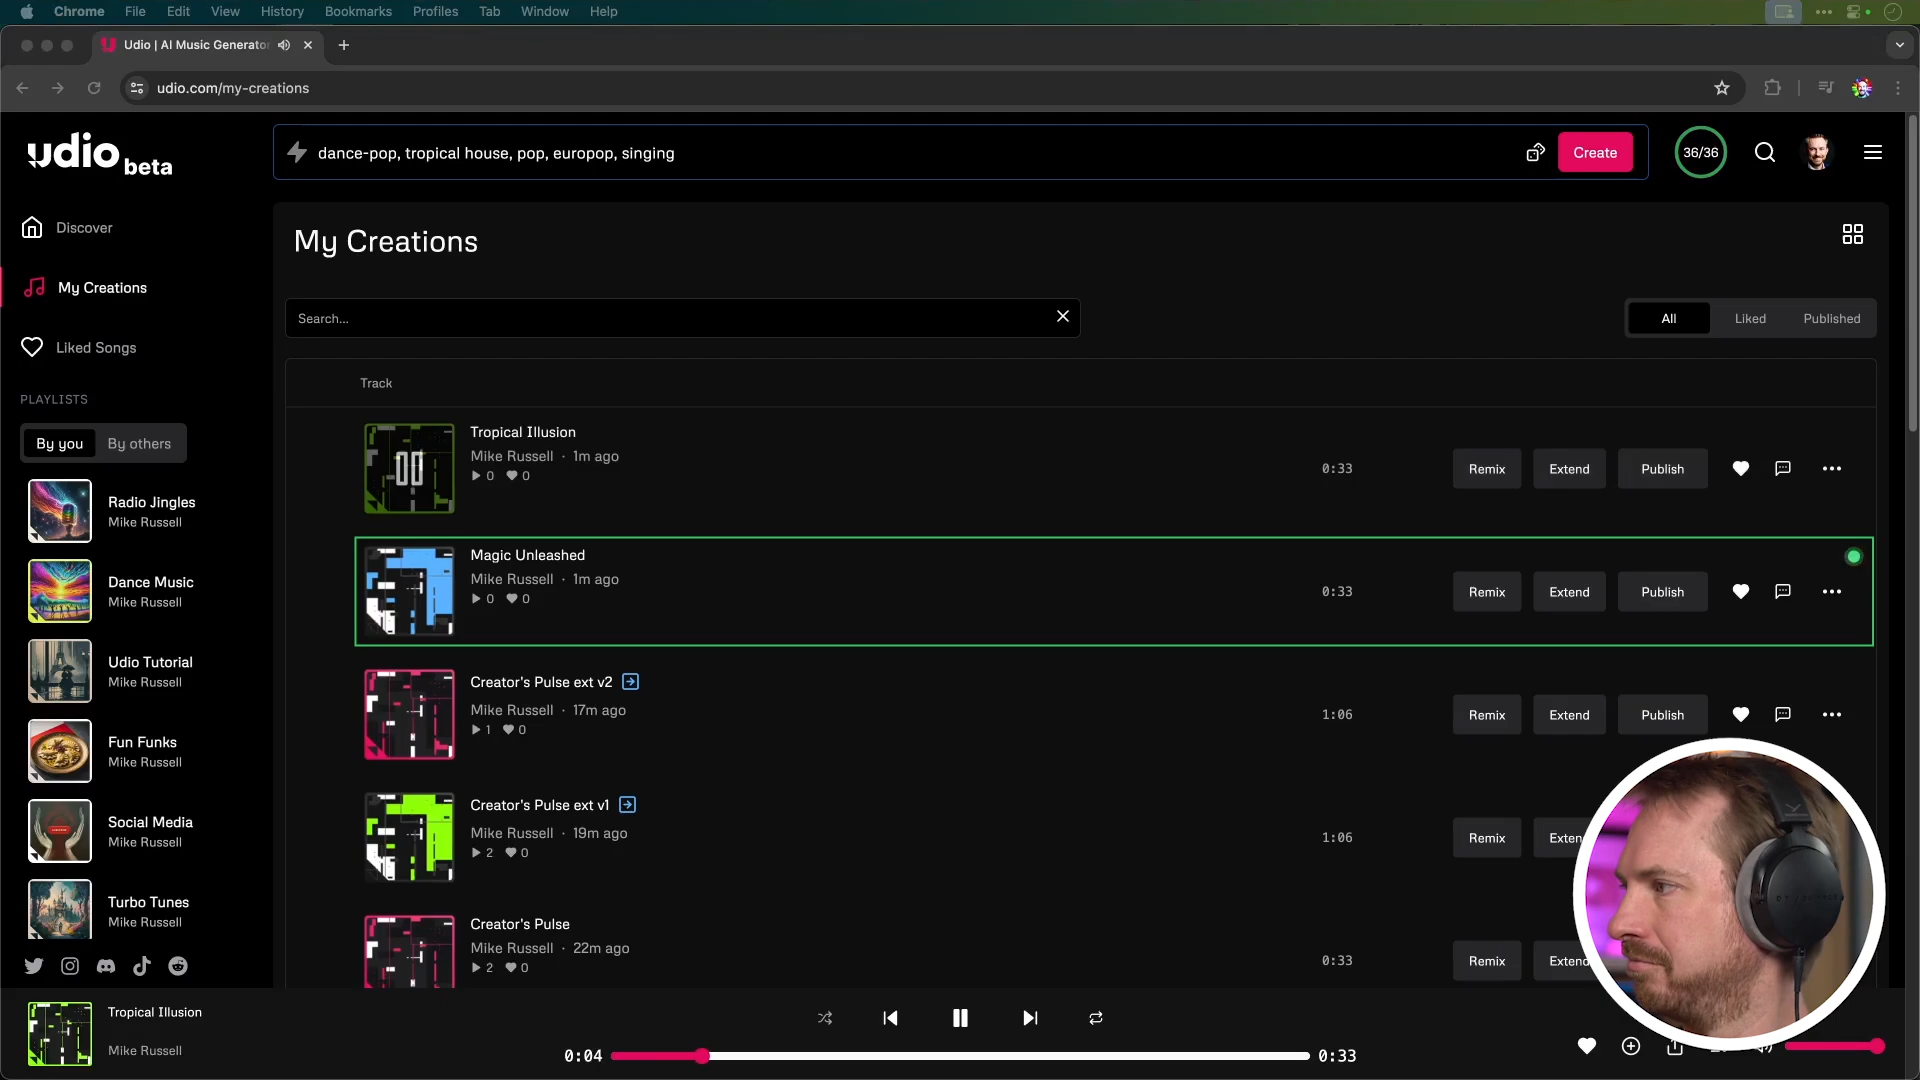 Chrome File Edit View History Bookmarks Profiles Tab Window Help
Udio | AI Music Generator
udio.com/my-creations
udio beta
dance-pop, tropical house, pop, europop, singing
Create
36/36
Discover
My Creations
Liked Songs
PLAYLISTS
By you By others
Radio Jingles
Mike Russell
Dance Music
Mike Russell
Udio Tutorial
Mike Russell
Fun Funks
Mike Russell
Social Media
Mike Russell
Turbo Tunes
Mike Russell
My Creations
Search...
All Liked Published
Track
Tropical Illusion
Mike Russell · 1m ago
0 0
0:33
Remix Extend Publish
Magic Unleashed
Mike Russell · 1m ago
0 0
0:33
Remix Extend Publish
Creator's Pulse ext v2
Mike Russell · 17m ago
1 0
1:06
Remix Extend Publish
Creator's Pulse ext v1
Mike Russell · 19m ago
2 0
1:06
Remix Exten
Creator's Pulse
Mike Russell · 22m ago
2 0
0:33
Remix Exten
Tropical Illusion
Mike Russell
0:04 0:33